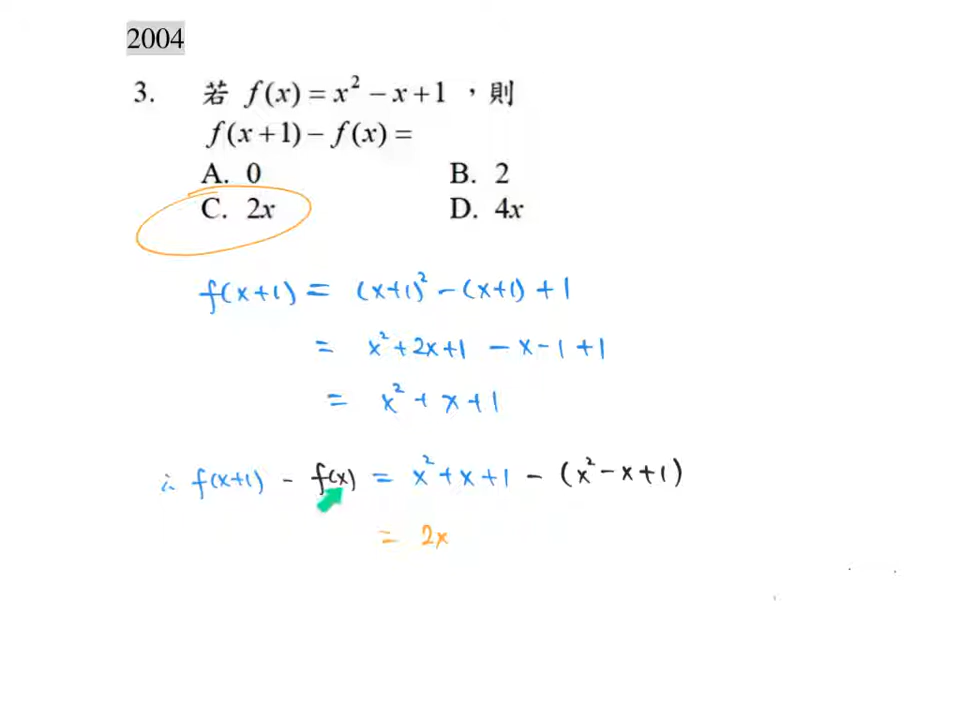 2004
3. 若 f(x) = x² − x + 1 ，則
f(x + 1) − f(x) =
A. 0 B. 2
C. 2x D. 4x
f(x+1) = (x+1)² − (x+1) + 1
= x² + 2x + 1 − x − 1 + 1
= x² + x + 1
∴ f(x+1) − f(x) = x² + x + 1 − (x² − x + 1)
= 2x